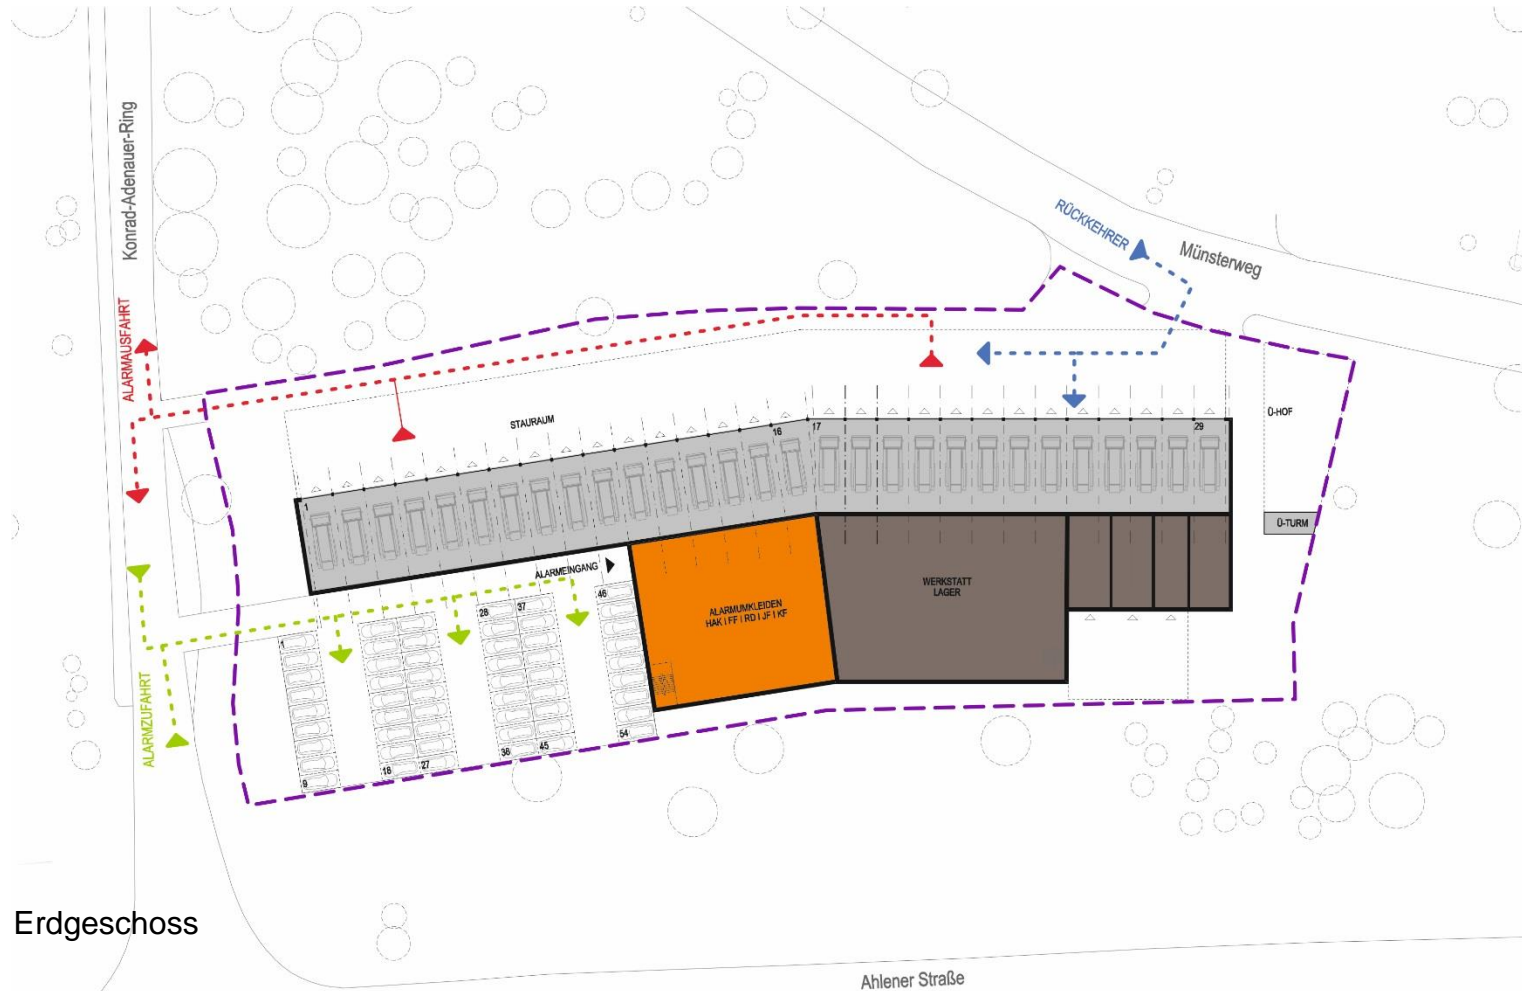 Konrad-Adenauer-Ring
RÜCKKEHRER
Münsterweg
ALARMAUSFAHRT
STAURAUM
Ü-HOF
16
17
29
1
Ü-TURM
ALARMEINGANG
WERKSTATT
LAGER
ALARMUMKLEIDEN
HAK I FF I RD I JF I KF
46
28
37
1
ALARMZUFAHRT
54
36
45
18
27
9
Erdgeschoss
Ahlener Straße